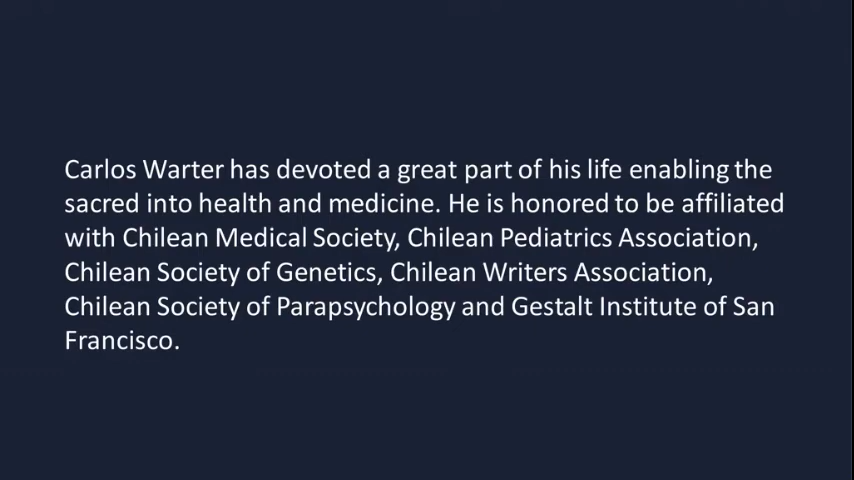 Carlos Warter has devoted a great part of his life enabling the
sacred into health and medicine. He is honored to be affiliated
with Chilean Medical Society, Chilean Pediatrics Association,
Chilean Society of Genetics, Chilean Writers Association,
Chilean Society of Parapsychology and Gestalt Institute of San
Francisco.